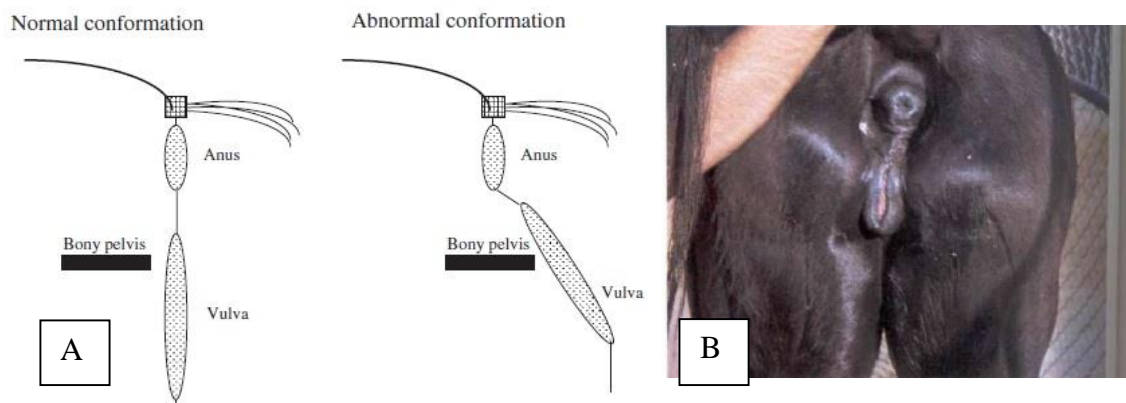 Normal conformation
Anus
Bony pelvis
Vulva
A
Abnormal conformation
Anus
Bony pelvis
Vulva
B